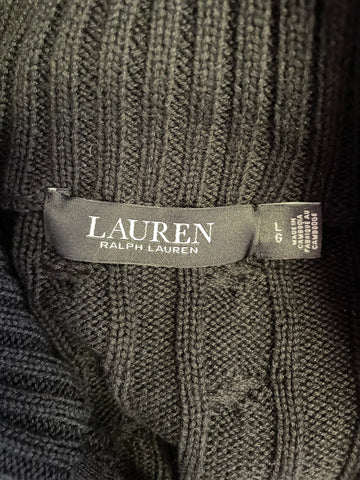 LAUREN
RALPH LAUREN
L
G
MADE IN
CAMBODIA
FABRIQUÉ AU
CAMBODGE